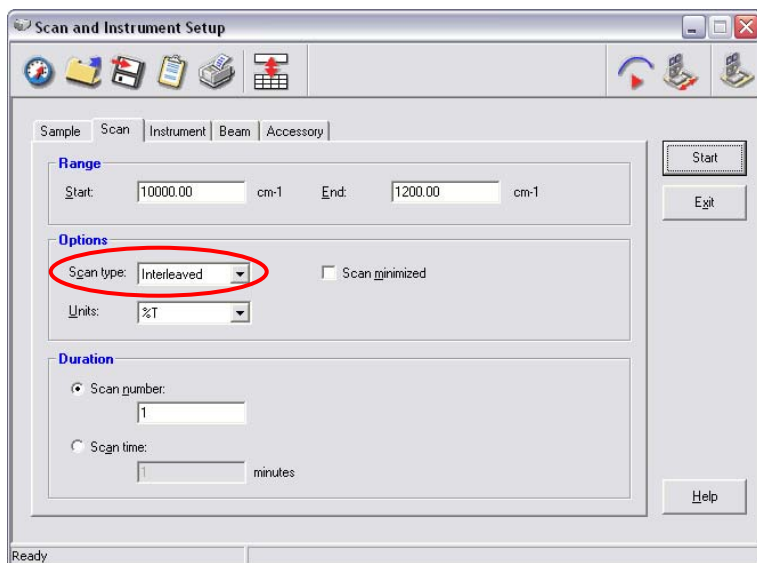 Scan and Instrument Setup
Sample Scan Instrument Beam Accessory
Range
Start: 10000.00 cm-1 End: 1200.00 cm-1
Options
Scan type: Interleaved Scan minimized
Units: %T
Duration
Scan number:
1
Scan time:
1 minutes
Start
Exit
Help
Ready